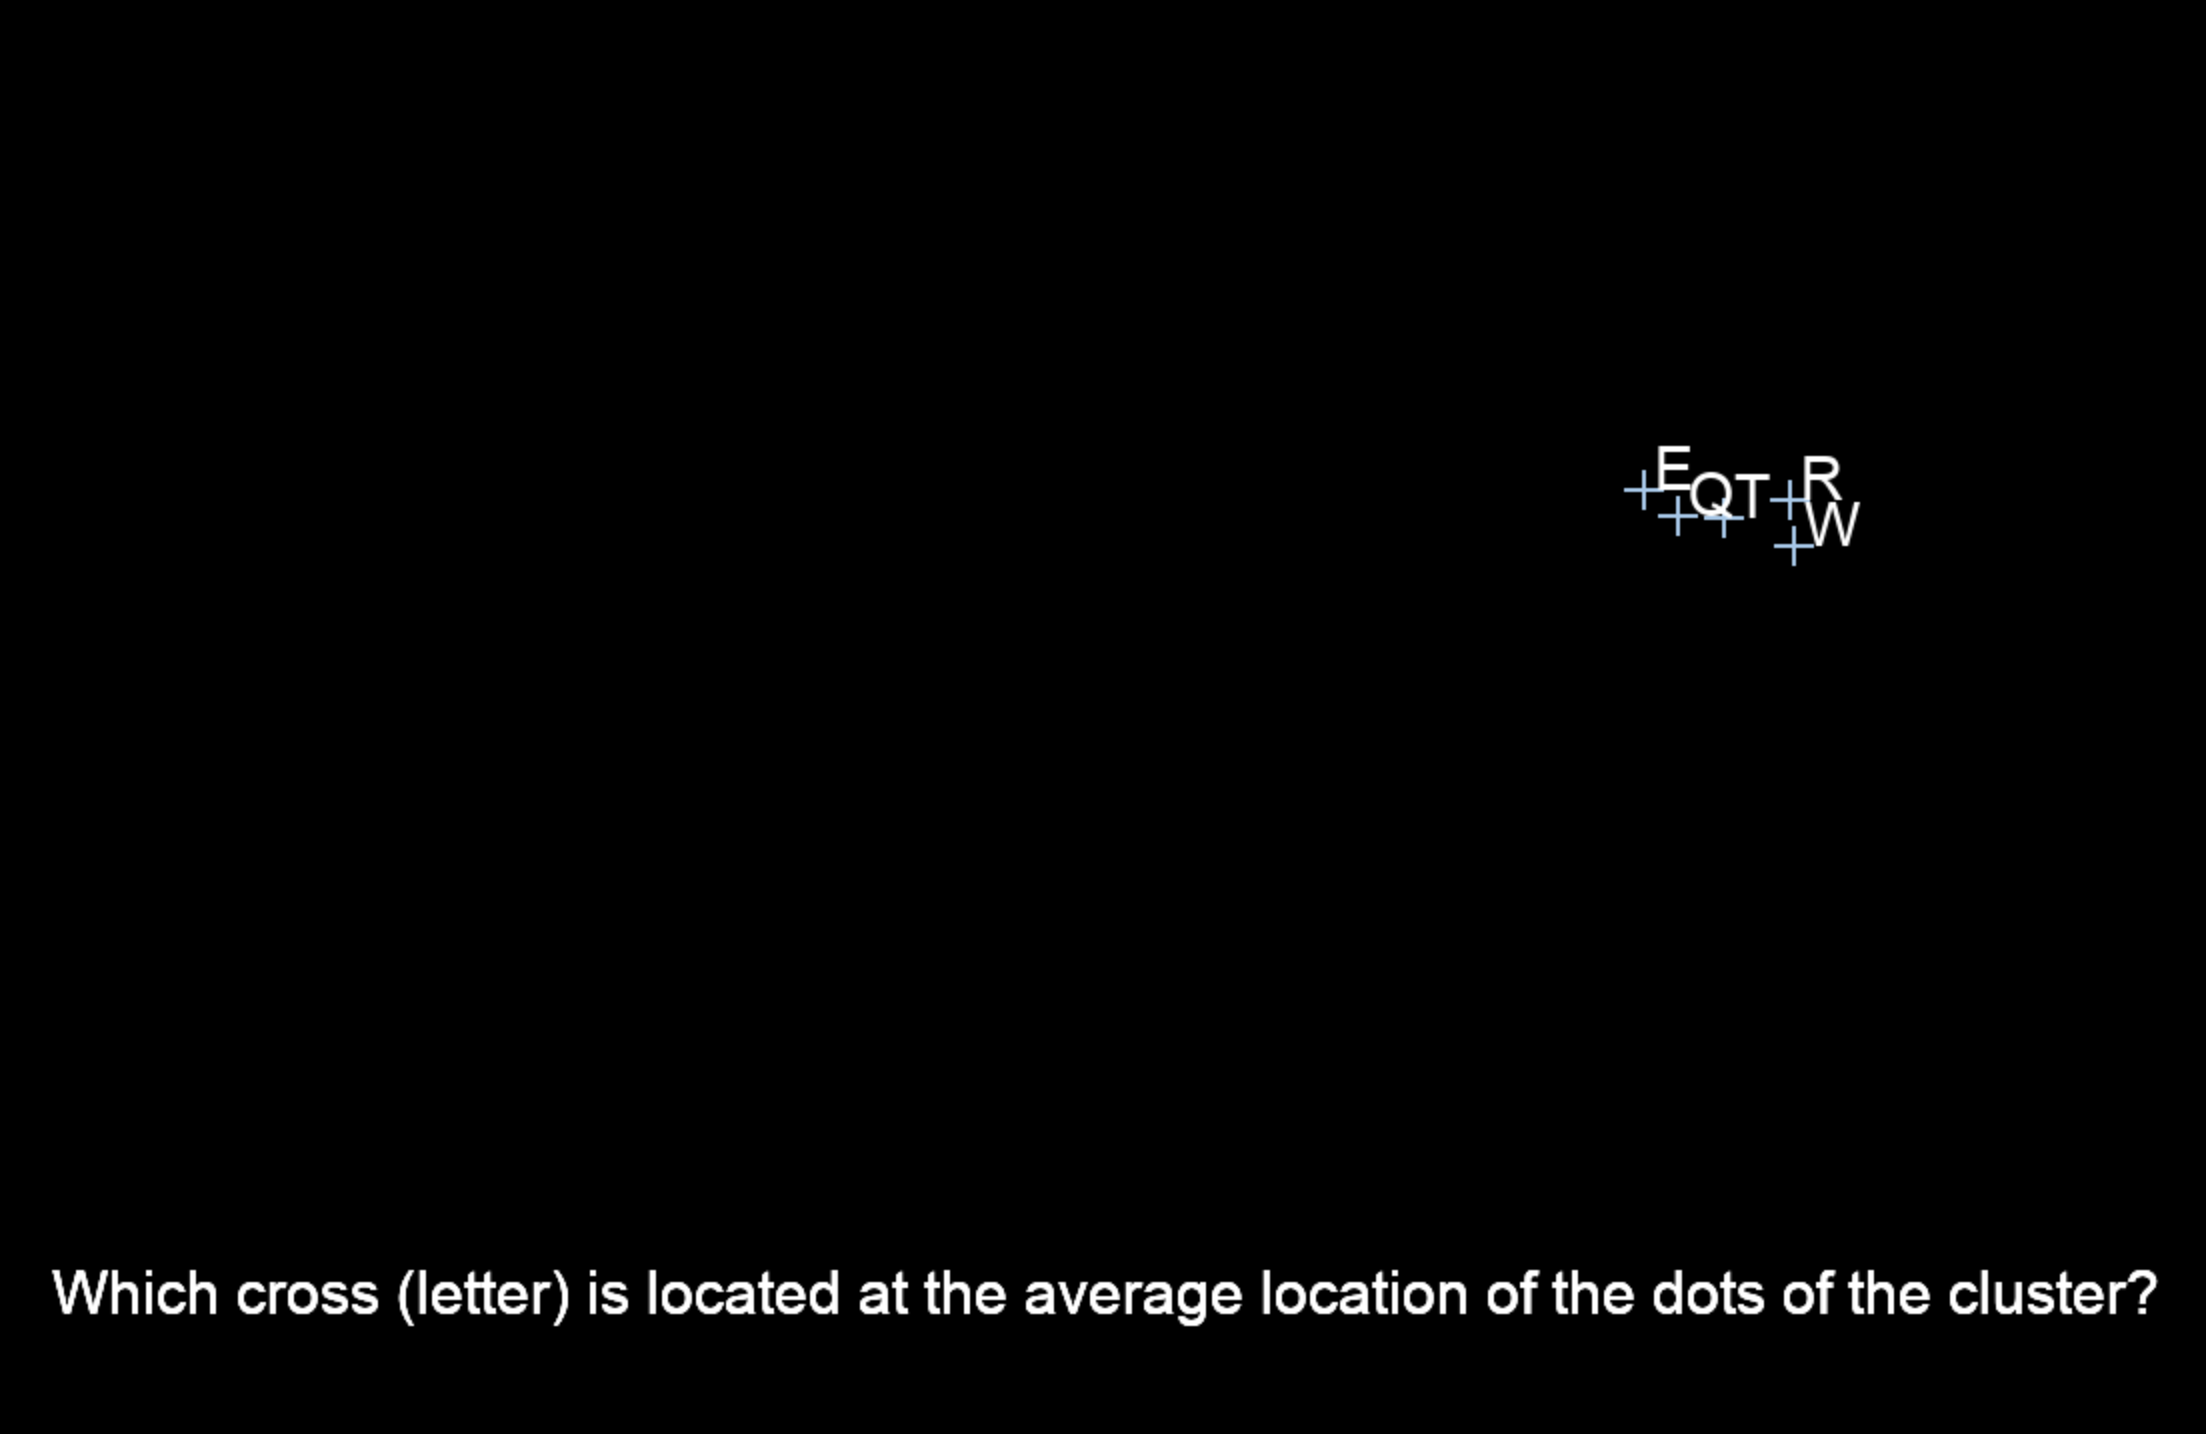 E
Q T R
W
Which cross (letter) is located at the average location of the dots of the cluster?